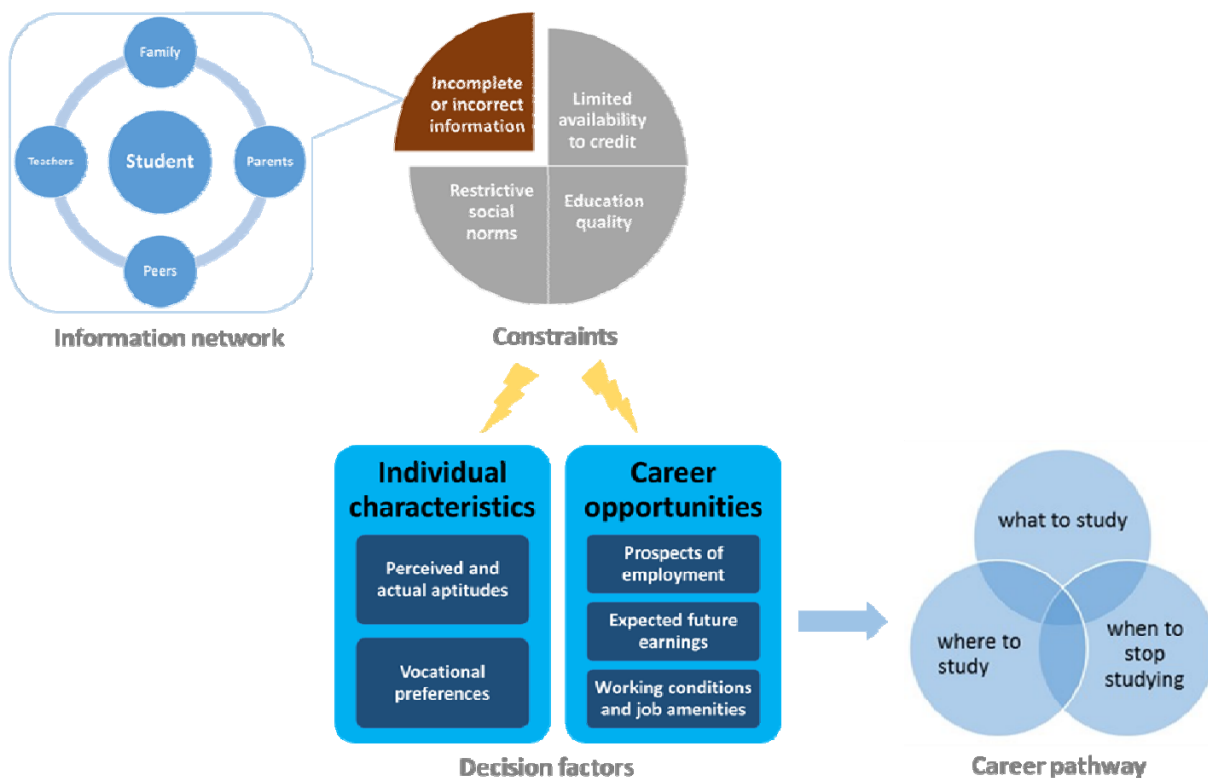 Family
Teachers
Student
Parents
Peers
Information network
Incomplete
or incorrect
information
Limited
availability
to credit
Restrictive
social
norms
Education
quality
Constraints
Individual
characteristics
Perceived and
actual aptitudes
Vocational
preferences
Career
opportunities
Prospects of
employment
Expected future
earnings
Working conditions
and job amenities
Decision factors
what to study
where to
study
when to
stop
studying
Career pathway